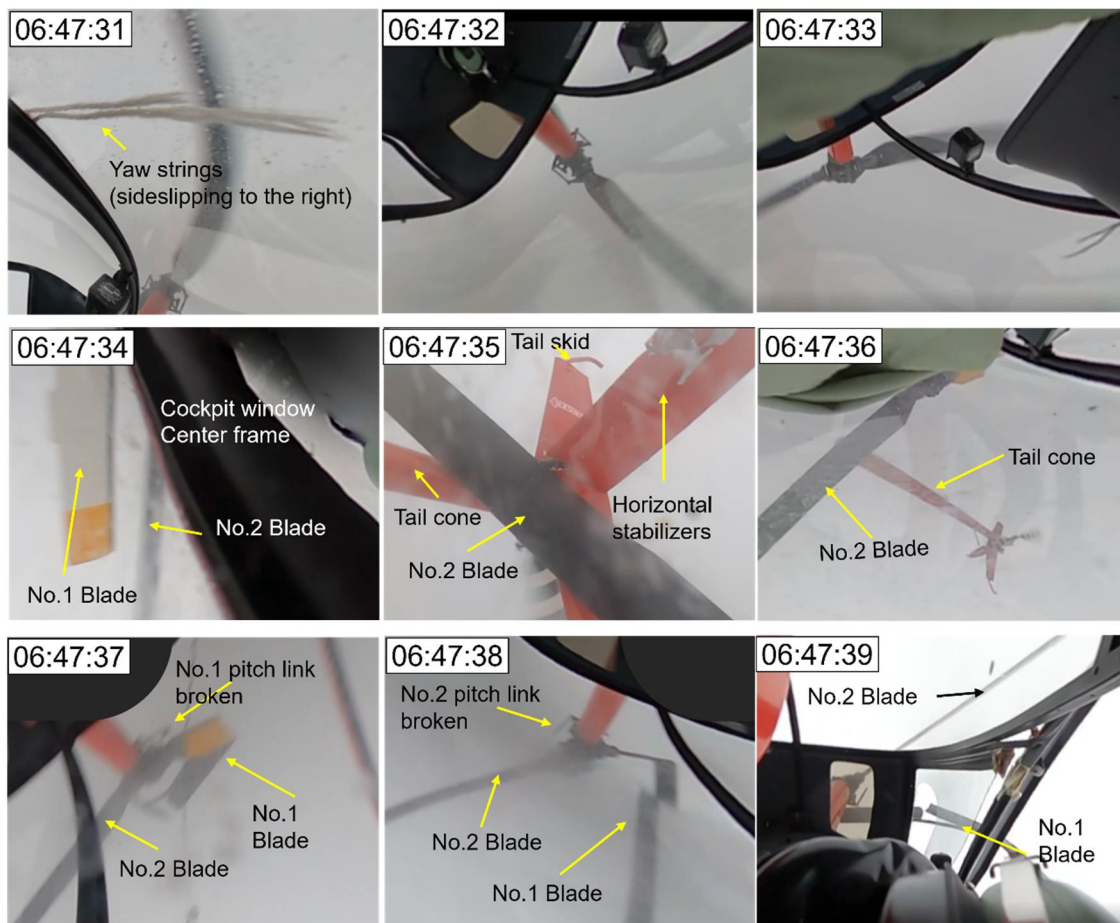 06:47:31
Yaw strings
(sideslipping to the right)
06:47:32
06:47:33
06:47:34
Cockpit window
Center frame
No.2 Blade
No.1 Blade
06:47:35
Tail skid
Tail cone
No.2 Blade
Horizontal
stabilizers
06:47:36
Tail cone
No.2 Blade
06:47:37
No.1 pitch link
broken
No.1
Blade
No.2 Blade
06:47:38
No.2 pitch link
broken
No.2 Blade
No.1 Blade
06:47:39
No.2 Blade
No.1
Blade